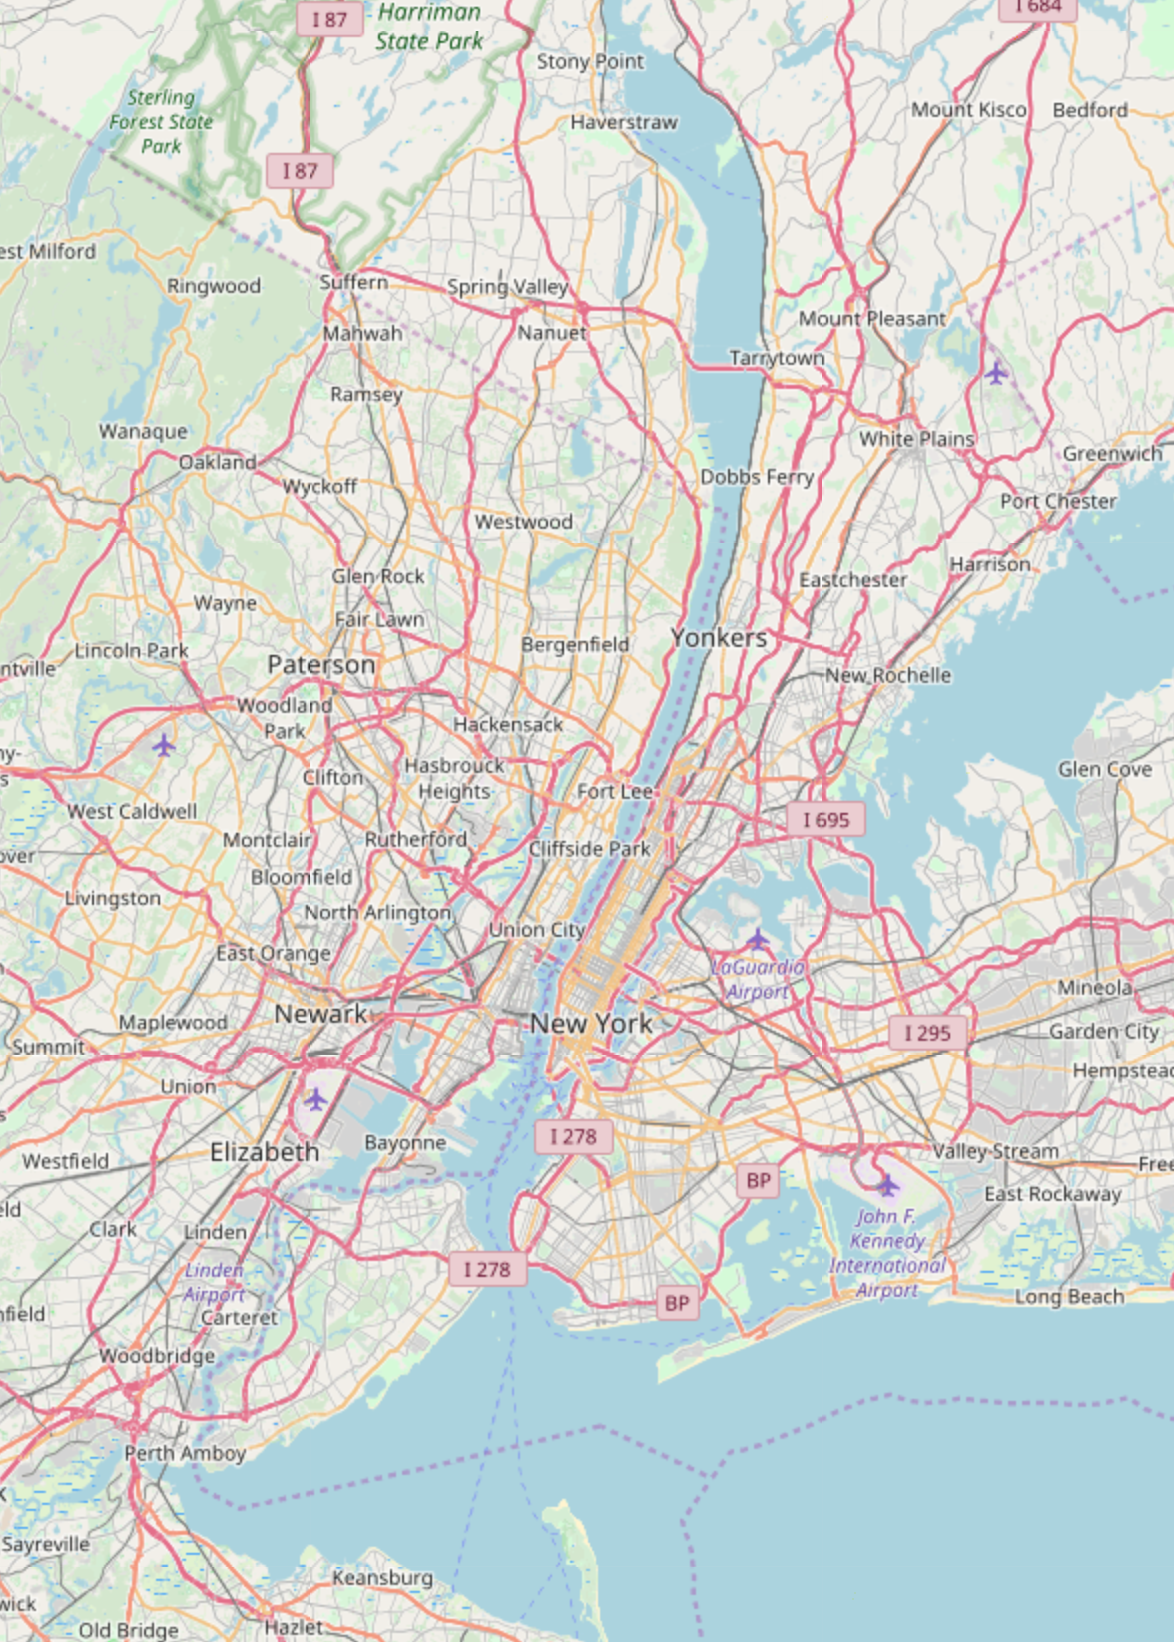 I 87
Harriman
State Park
I 684
Stony Point
Sterling
Forest State
Park
Haverstraw
Mount Kisco
Bedford
I 87
est Milford
Ringwood
Suffern
Spring Valley
Mahwah
Nanuet
Mount Pleasant
Tarrytown
Ramsey
Wanaque
White Plains
Oakland
Greenwich
Wyckoff
Dobbs Ferry
Port Chester
Westwood
Glen Rock
Eastchester
Harrison
Wayne
Fair Lawn
Lincoln Park
Bergenfield
Yonkers
ntville
Paterson
New Rochelle
Woodland
Park
Hackensack
ny-
s
Clifton
Hasbrouck
Heights
Fort Lee
Glen Cove
West Caldwell
I 695
Montclair
Rutherford
Cliffside Park
over
Bloomfield
Livingston
North Arlington
Union City
East Orange
LaGuardia
Airport
Mineola
Newark
Maplewood
New York
I 295
Garden City
Summit
Hempstead
Union
s
I 278
Bayonne
Elizabeth
Valley Stream
Westfield
Free
BP
East Rockaway
eld
Clark
Linden
John F.
Kennedy
International
Airport
Linden
Airport
I 278
Long Beach
nfield
Carteret
BP
Woodbridge
Perth Amboy
k
Sayreville
Keansburg
wick
Old Bridge
Hazlet